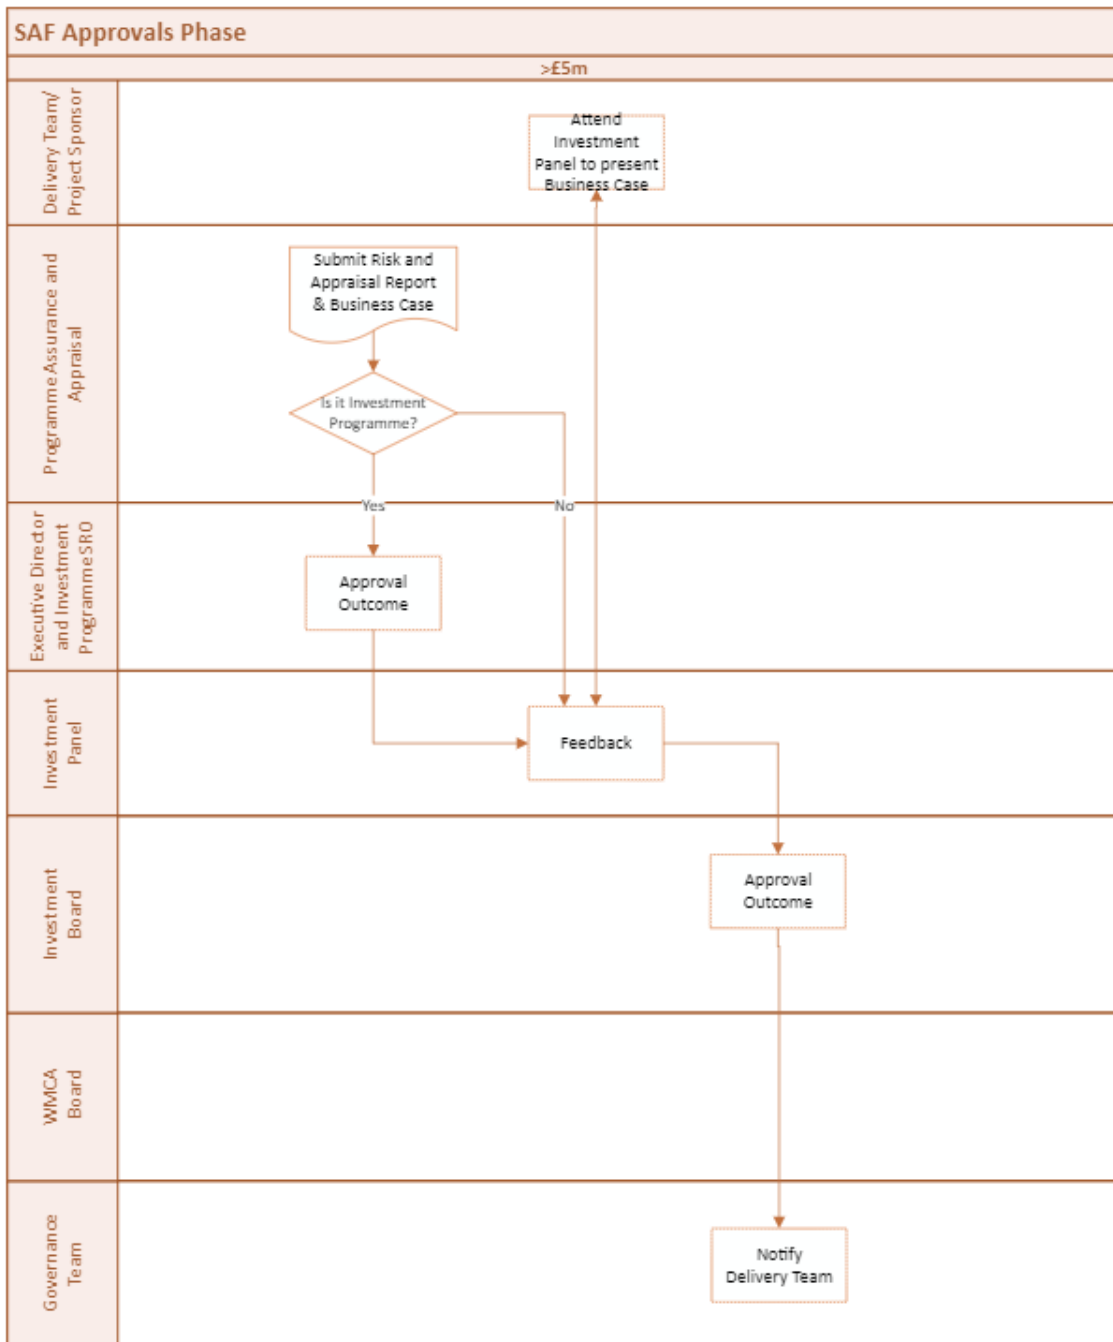 SAF Approvals Phase
>£5m
Delivery Team/
Project Sponsor
Attend
Investment
Panel to present
Business Case
Programme Assurance and
Appraisal
Submit Risk and
Appraisal Report
& Business Case
Is it Investment
Programme?
Yes
No
Executive Director
and Investment
Programme SRO
Approval
Outcome
Investment
Panel
Feedback
Investment
Board
Approval
Outcome
WMCA
Board
Governance
Team
Notify
Delivery Team